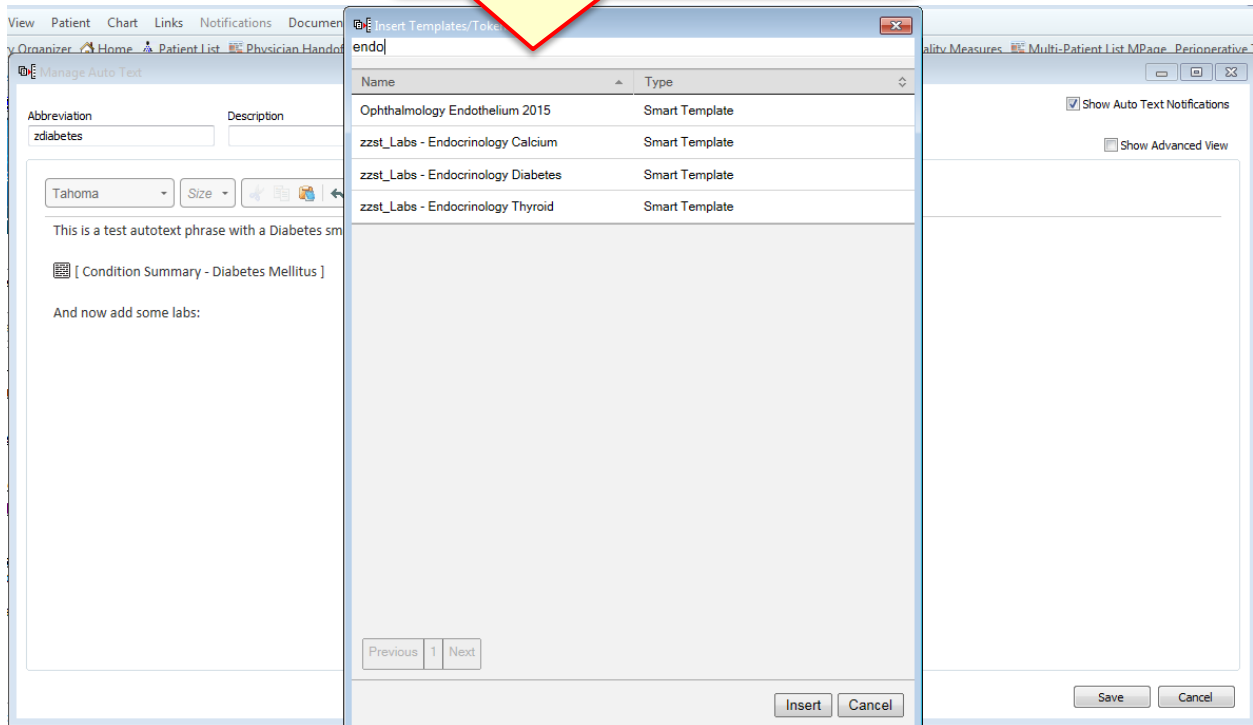 View Patient Chart Links Notifications Documen
Insert Templates/Toke
endo
Organizer Home Patient List Physician Handof
ality Measures Multi-Patient List MPage Perioperative
Manage Auto Text
Name Type
Abbreviation Description
Show Auto Text Notifications
zdiabetes
Show Advanced View
Ophthalmology Endothelium 2015 Smart Template
zzst_Labs - Endocrinology Calcium Smart Template
zzst_Labs - Endocrinology Diabetes Smart Template
zzst_Labs - Endocrinology Thyroid Smart Template
Tahoma Size
This is a test autotext phrase with a Diabetes sm
[ Condition Summary - Diabetes Mellitus ]
And now add some labs:
Previous 1 Next
Insert Cancel
Save Cancel